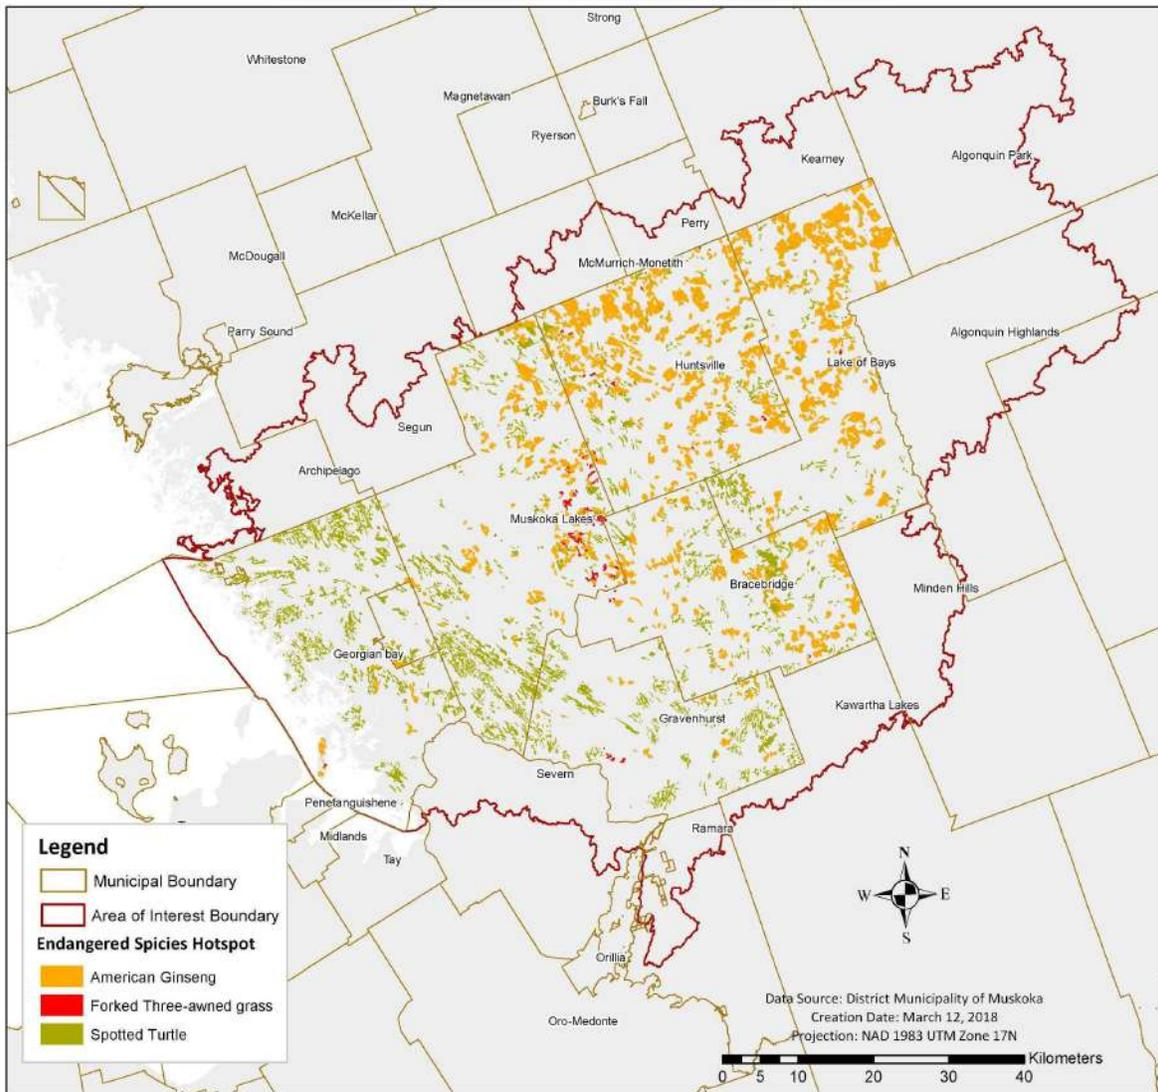 Strong
Whitestone
Magnetawan
Burk's Fall
Ryerson
Kearney
Algonquin Park
McKellar
Perry
McDougall
McMurrich-Monetith
Parry Sound
Algonquin Highlands
Huntsville
Lake of Bays
Segun
Archipelago
Muskoka Lakes
Bracebridge
Minden Hills
Georgian bay
Kawartha Lakes
Gravenhurst
Severn
Penetanguishene
Ramara
Midlands
Tay
Legend
Municipal Boundary
Area of Interest Boundary
Endangered Spicies Hotspot
American Ginseng
Forked Three-awned grass
Spotted Turtle
N
W E
S
Orillia
Oro-Medonte
Data Source: District Municipality of Muskoka
Creation Date: March 12, 2018
Projection: NAD 1983 UTM Zone 17N
Kilometers
0 5 10 20 30 40